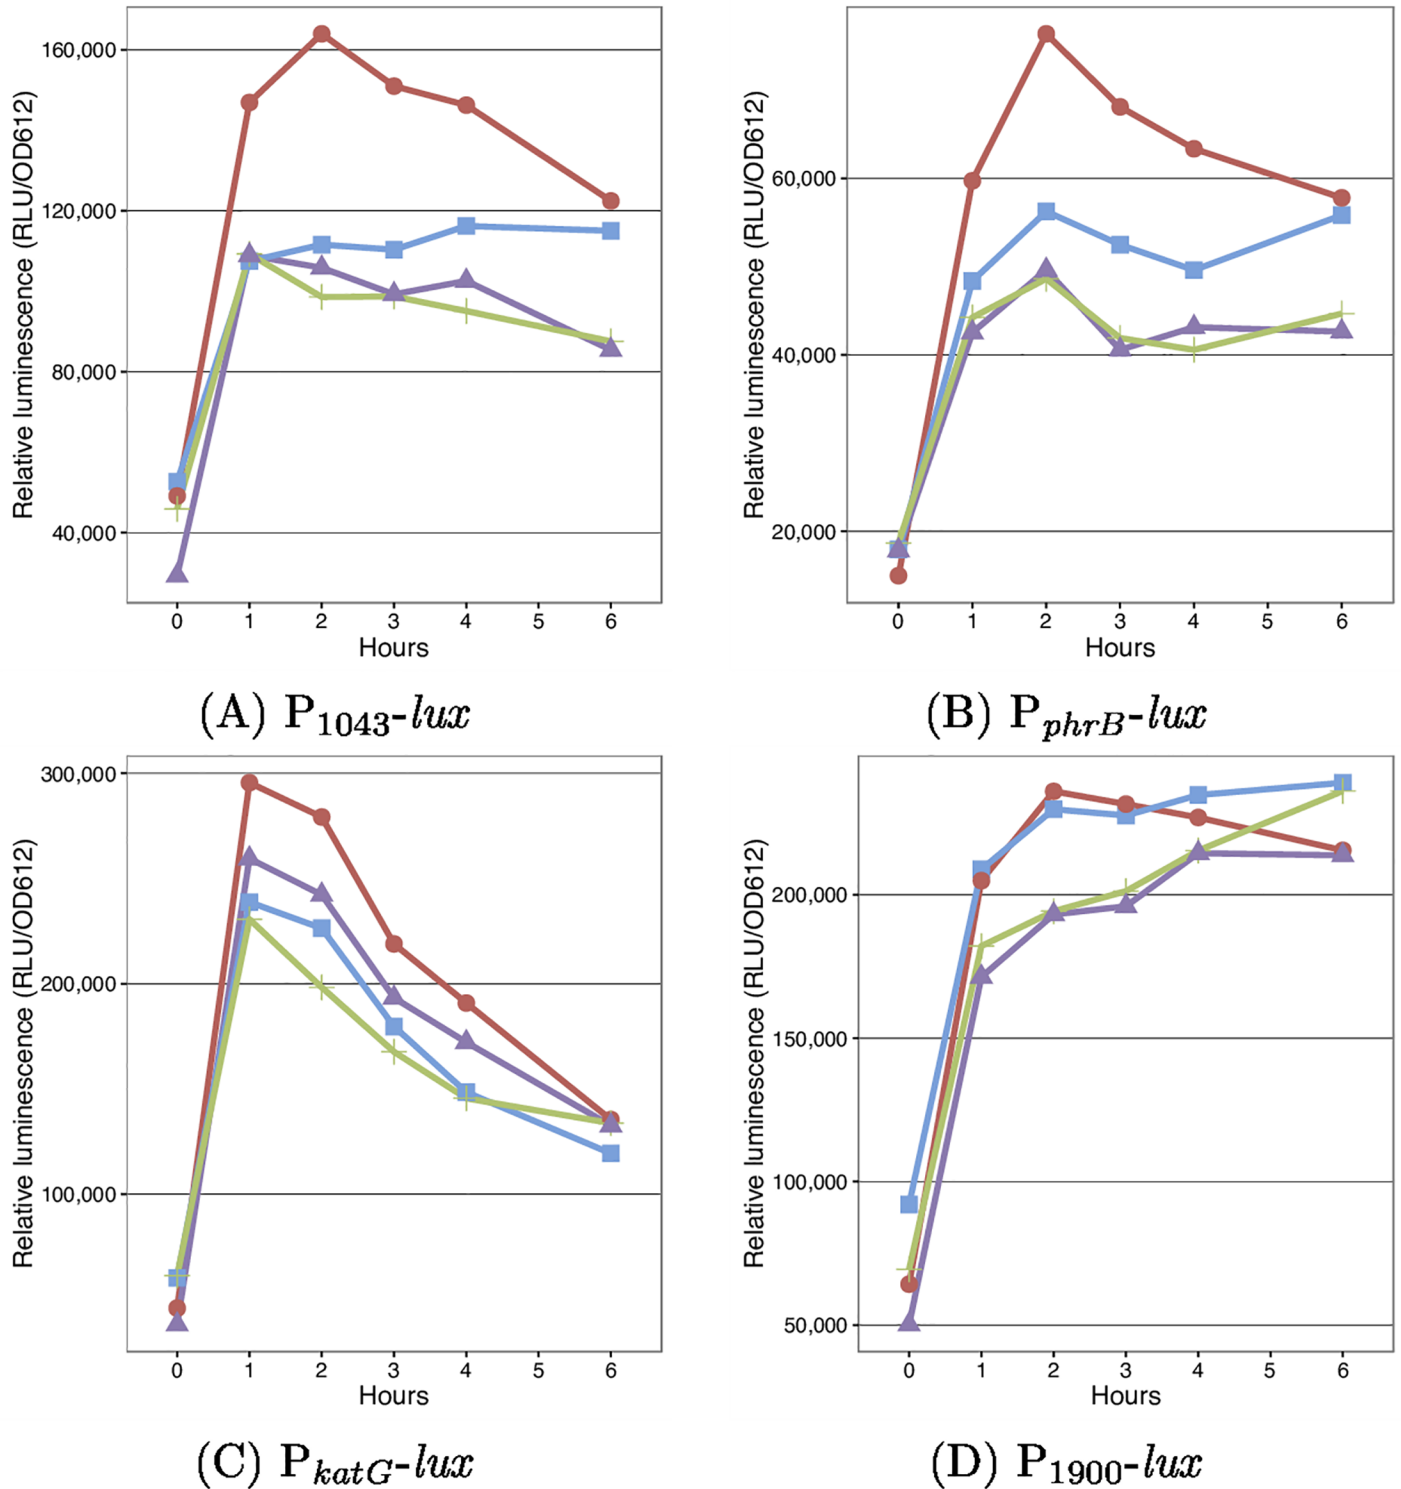 160,000
120,000
80,000
40,000
Relative luminescence (RLU/OD612)
0 1 2 3 4 5 6
Hours
(A) P1043-lux
60,000
40,000
20,000
Relative luminescence (RLU/OD612)
0 1 2 3 4 5 6
Hours
(B) PphrB-lux
300,000
200,000
100,000
Relative luminescence (RLU/OD612)
0 1 2 3 4 5 6
Hours
(C) PkatG-lux
200,000
150,000
100,000
50,000
Relative luminescence (RLU/OD612)
0 1 2 3 4 5 6
Hours
(D) P1900-lux